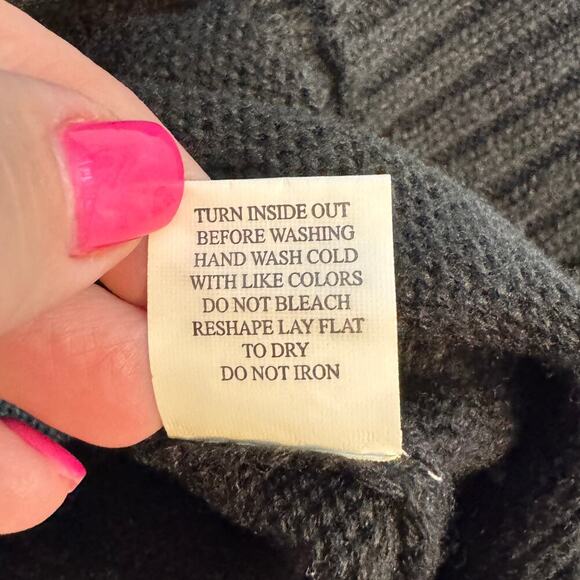 TURN INSIDE OUT
BEFORE WASHING
HAND WASH COLD
WITH LIKE COLORS
DO NOT BLEACH
RESHAPE LAY FLAT
TO DRY
DO NOT IRON